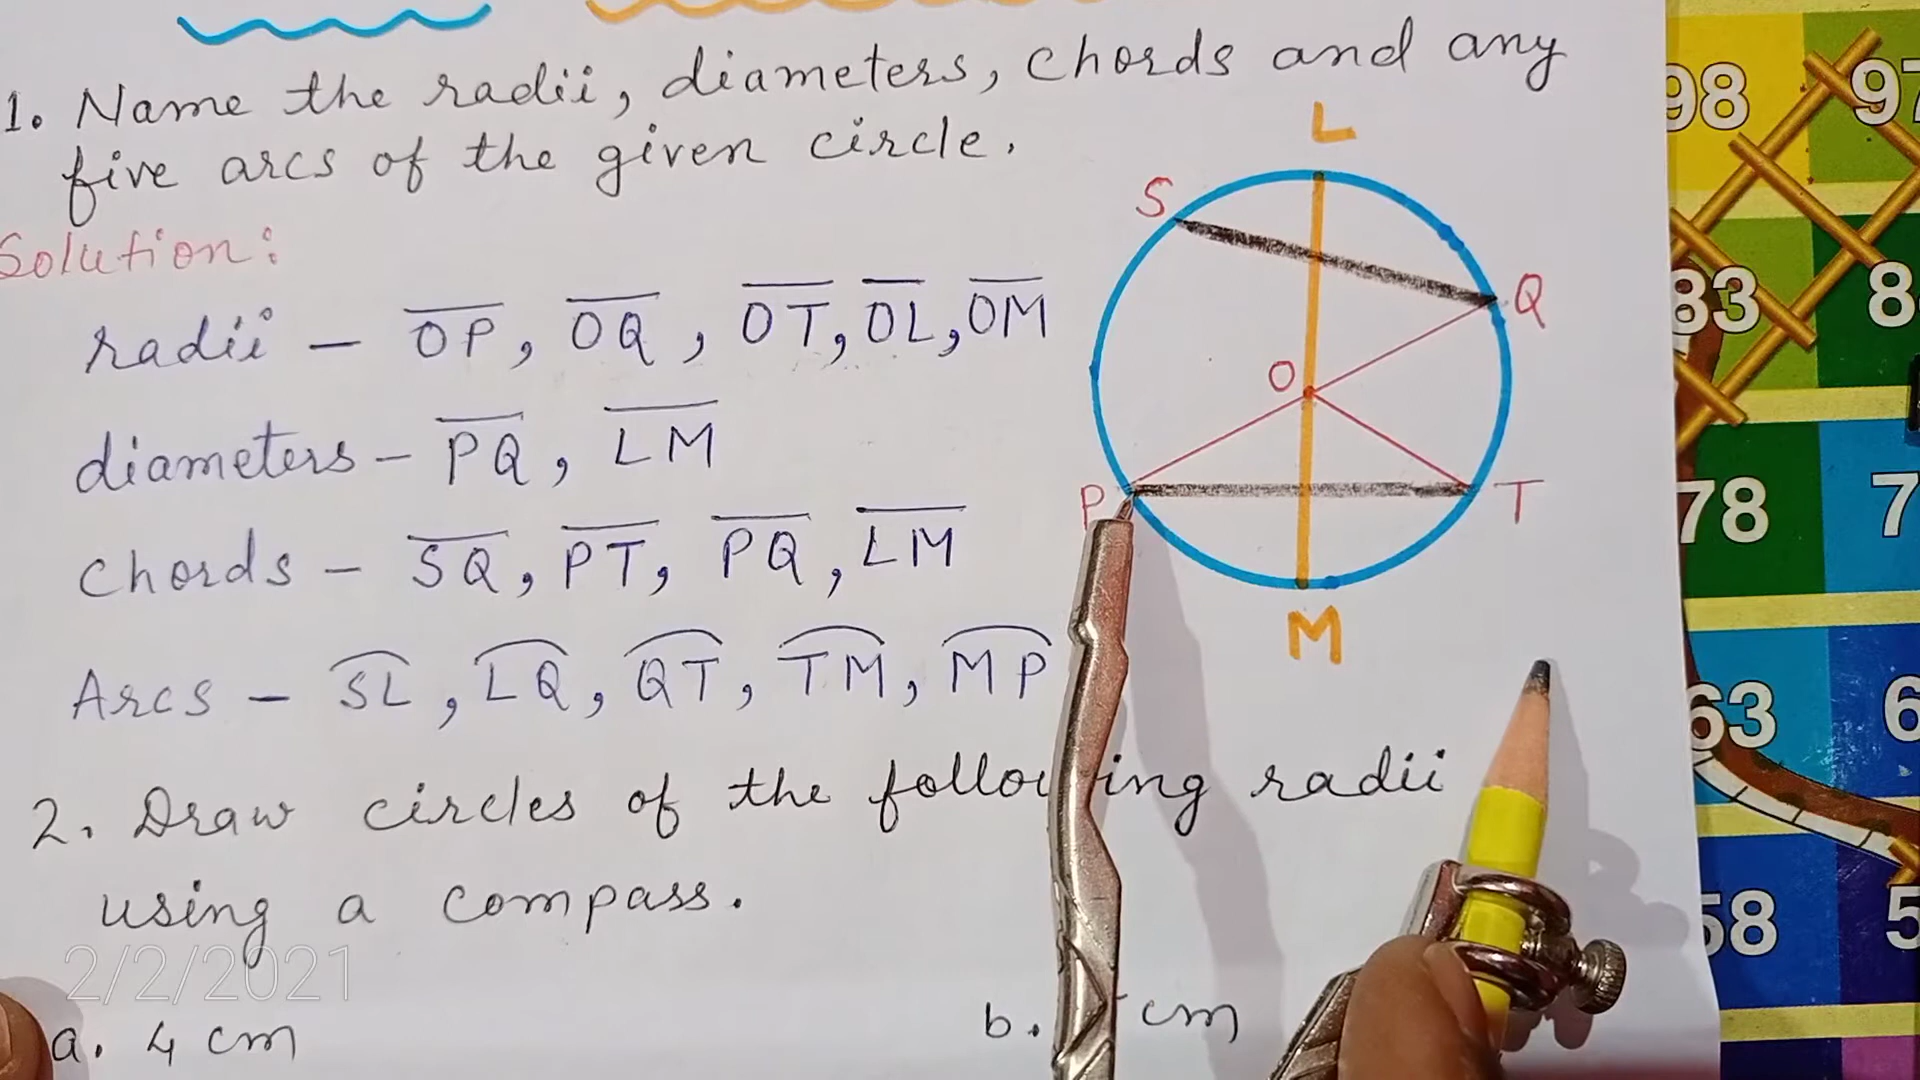 1. Name the radii, diameters, chords and any
five arcs of the given circle.
Solution:
radii – OP, OQ, OT, OL, OM
diameters – PQ, LM
Chords – SQ, PT, PQ, LM
Arcs – SL, LQ, QT, TM, MP
L
S
Q
O
P
T
M
2. Draw circles of the following radii
using a compass.
2/2/2021
a. 4 cm
b. cm
98 97
83 8
78 7
63 6
58 5